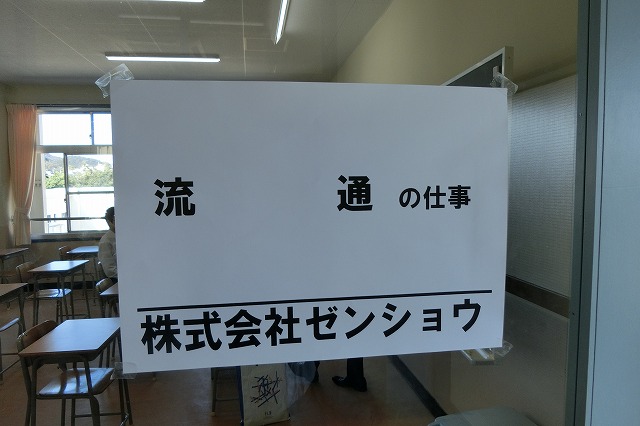 流 通 の仕事
株式会社ゼンショウ